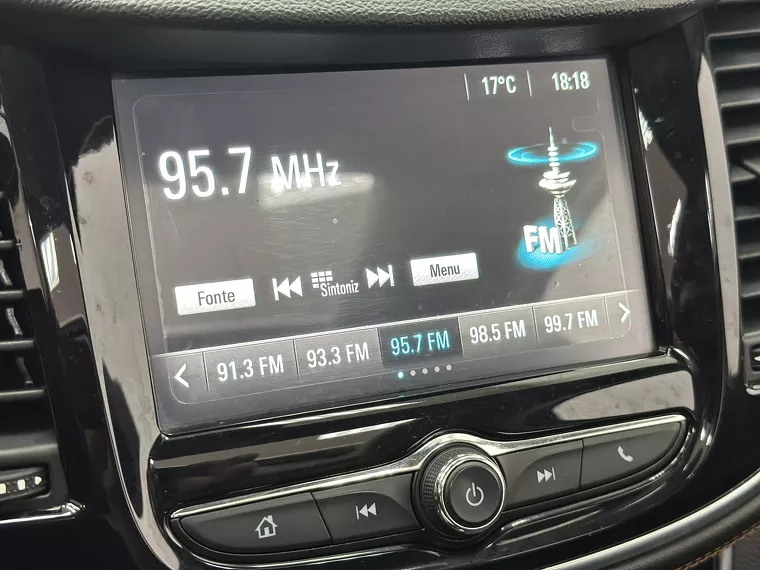 17°C 18:18
95.7 MHz
FM
Fonte Sintoniz Menu
91.3 FM 93.3 FM 95.7 FM 98.5 FM 99.7 FM